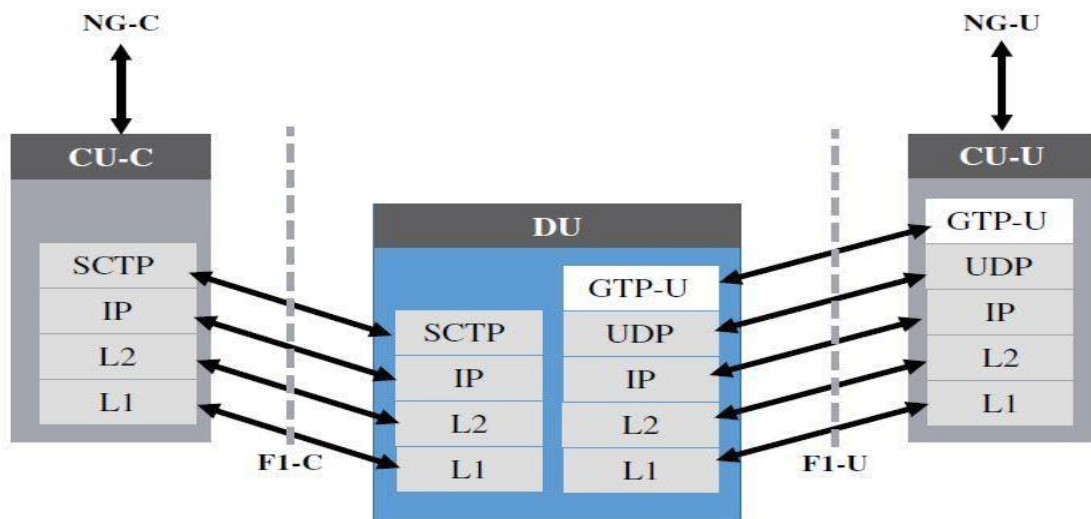 NG-C
NG-U
CU-C
SCTP
IP
L2
L1
F1-C
DU
SCTP
IP
L2
L1
GTP-U
UDP
IP
L2
L1
F1-U
CU-U
GTP-U
UDP
IP
L2
L1